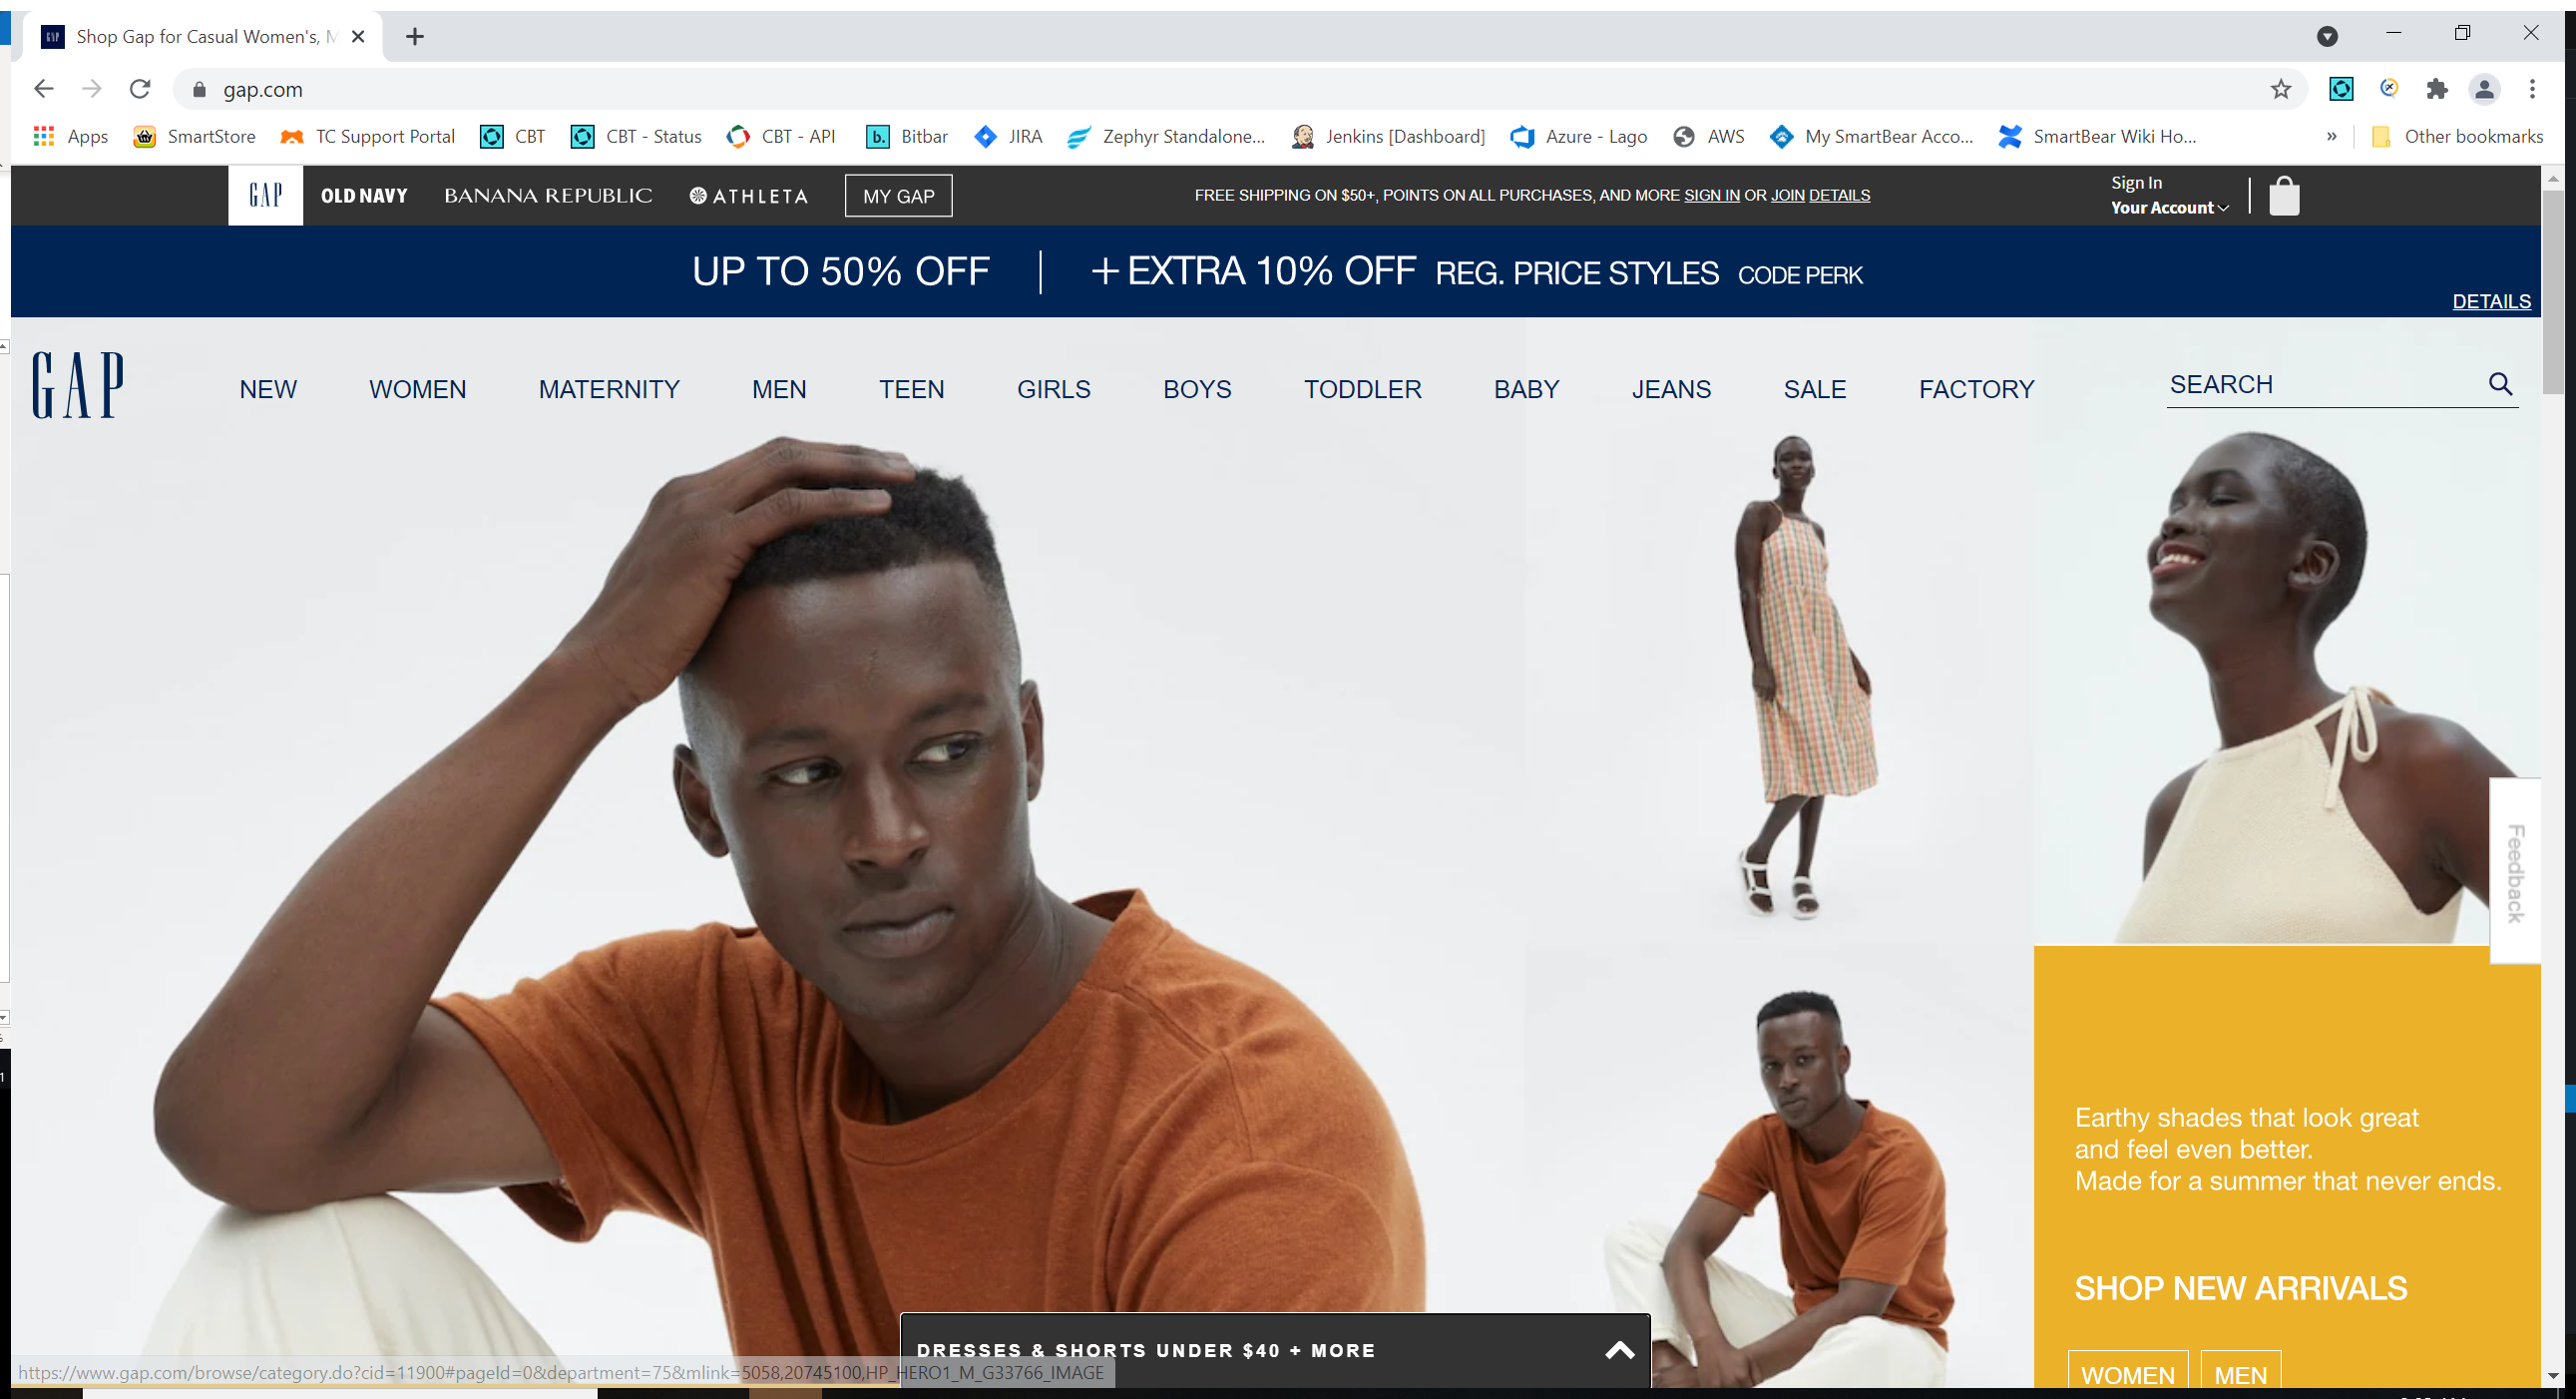 Shop Gap for Casual Women's, M
gap.com
Apps SmartStore TC Support Portal CBT CBT - Status CBT - API Bitbar JIRA Zephyr Standalone... Jenkins [Dashboard] Azure - Lago AWS My SmartBear Acco... SmartBear Wiki Ho... » Other bookmarks
GAP OLD NAVY BANANA REPUBLIC ATHLETA MY GAP FREE SHIPPING ON $50+, POINTS ON ALL PURCHASES, AND MORE SIGN IN OR JOIN DETAILS
Sign In
Your Account
UP TO 50% OFF | +EXTRA 10% OFF REG. PRICE STYLES CODE PERK
DETAILS
GAP NEW WOMEN MATERNITY MEN TEEN GIRLS BOYS TODDLER BABY JEANS SALE FACTORY SEARCH
Feedback
Earthy shades that look great
and feel even better.
Made for a summer that never ends.
SHOP NEW ARRIVALS
WOMEN MEN
DRESSES & SHORTS UNDER $40 + MORE
https://www.gap.com/browse/category.do?cid=11900#pageId=0&department=75&mlink=5058,20745100,HP_HERO1_M_G33766_IMAGE